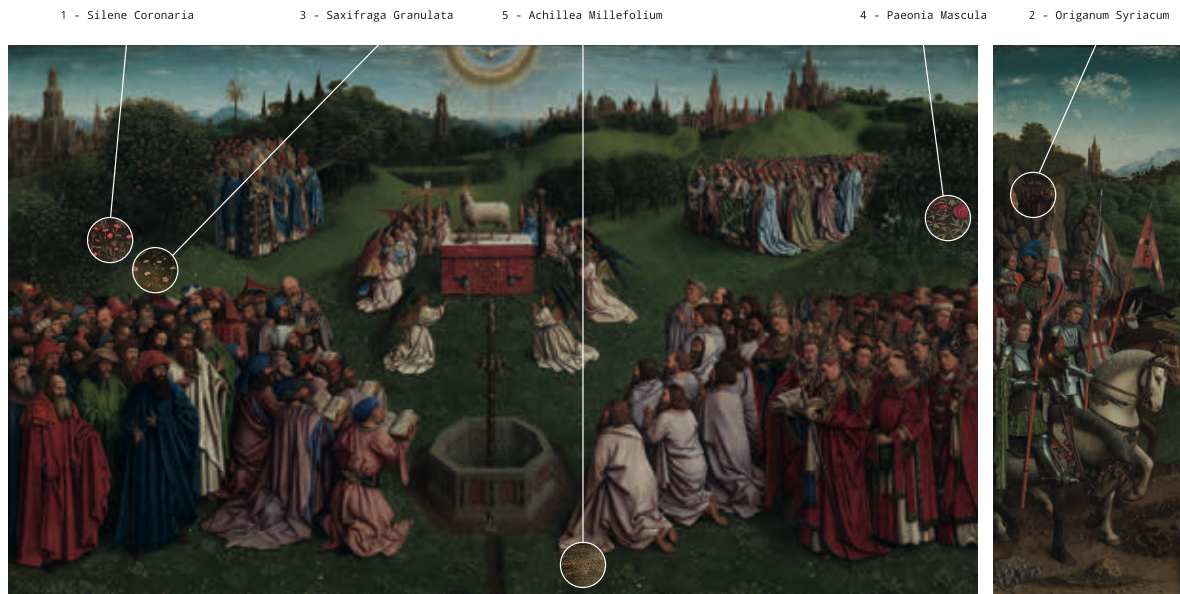 1 - Silene Coronaria
3 - Saxifraga Granulata
5 - Achillea Millefolium
4 - Paeonia Mascula
2 - Origanum Syriacum